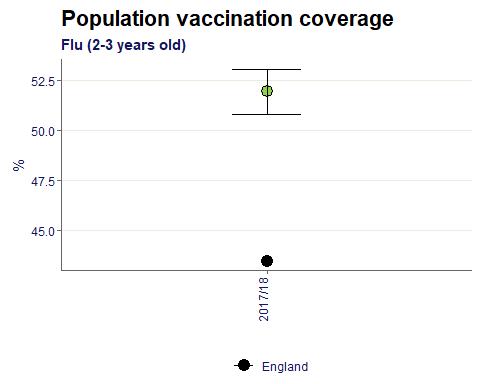 Population vaccination coverage
Flu (2-3 years old)
52.5
50.0
47.5
45.0
%
2017/18
England